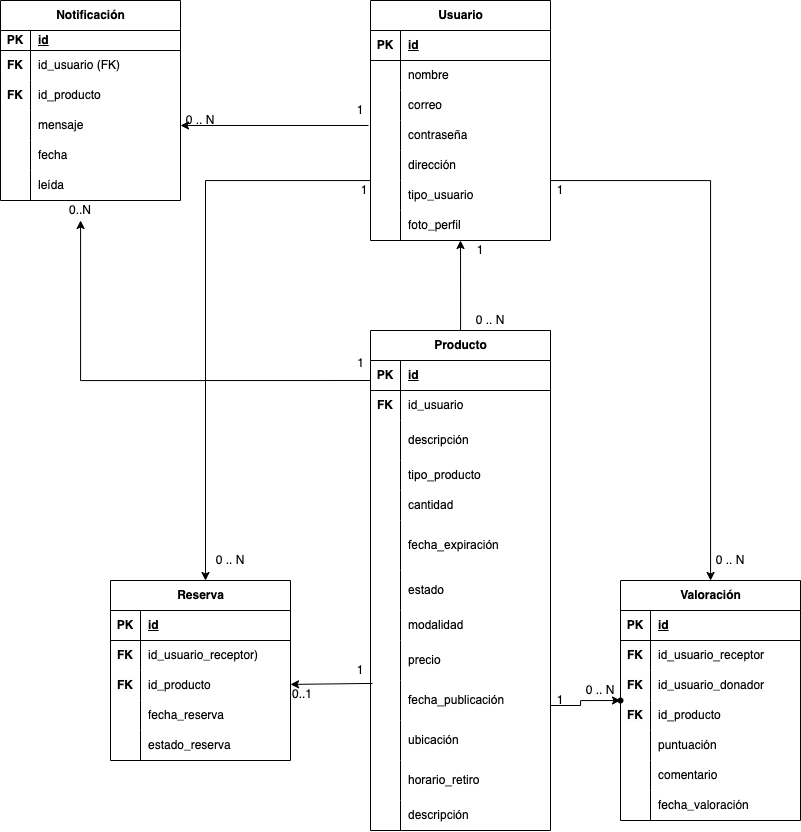 Notificación
PK id
FK id_usuario (FK)
FK id_producto
mensaje
fecha
leída
0..N
Usuario
PK id
nombre
correo
contraseña
dirección
tipo_usuario
foto_perfil
0 .. N
1
1
1
1
0 .. N
1
Producto
PK id
FK id_usuario
descripción
tipo_producto
cantidad
fecha_expiración
estado
modalidad
precio
fecha_publicación
ubicación
horario_retiro
descripción
0 .. N
Reserva
PK id
FK id_usuario_receptor)
FK id_producto
fecha_reserva
estado_reserva
1
0..1
1
0 .. N
0 .. N
Valoración
PK id
FK id_usuario_receptor
FK id_usuario_donador
FK id_producto
puntuación
comentario
fecha_valoración